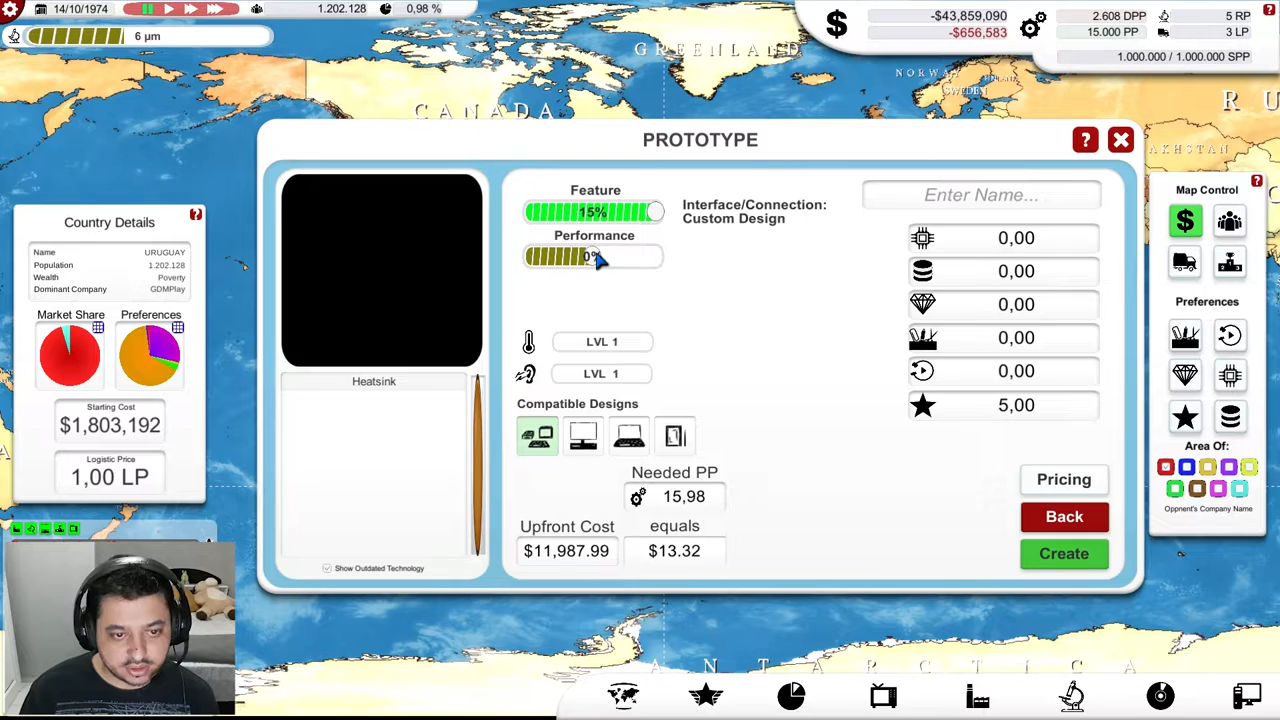 14/10/1974
1.202.128
0,98 %
6 µm
-$43,859,090
-$656,583
2.608 DPP
15.000 PP
5 RP
3 LP
1.000.000 / 1.000.000 SPP
GREENLAND
NORWAY
SWEDEN
CANADA
RU
AKHSTAN
ANTARTICA
PROTOTYPE
?
Feature
15%
Performance
Interface/Connection:
Custom Design
Enter Name...
0,00
0,00
0,00
0,00
0,00
5,00
LVL 1
LVL 1
Heatsink
Show Outdated Technology
Compatible Designs
Needed PP
15,98
Upfront Cost
equals
$11,987.99
$13.32
Pricing
Back
Create
Country Details
Name URUGUAY
Population 1.202.128
Wealth Poverty
Dominant Company GDMPlay
Market Share
Preferences
Starting Cost
$1,803,192
Logistic Price
1,00 LP
Map Control
Preferences
Area Of:
Oppnent's Company Name